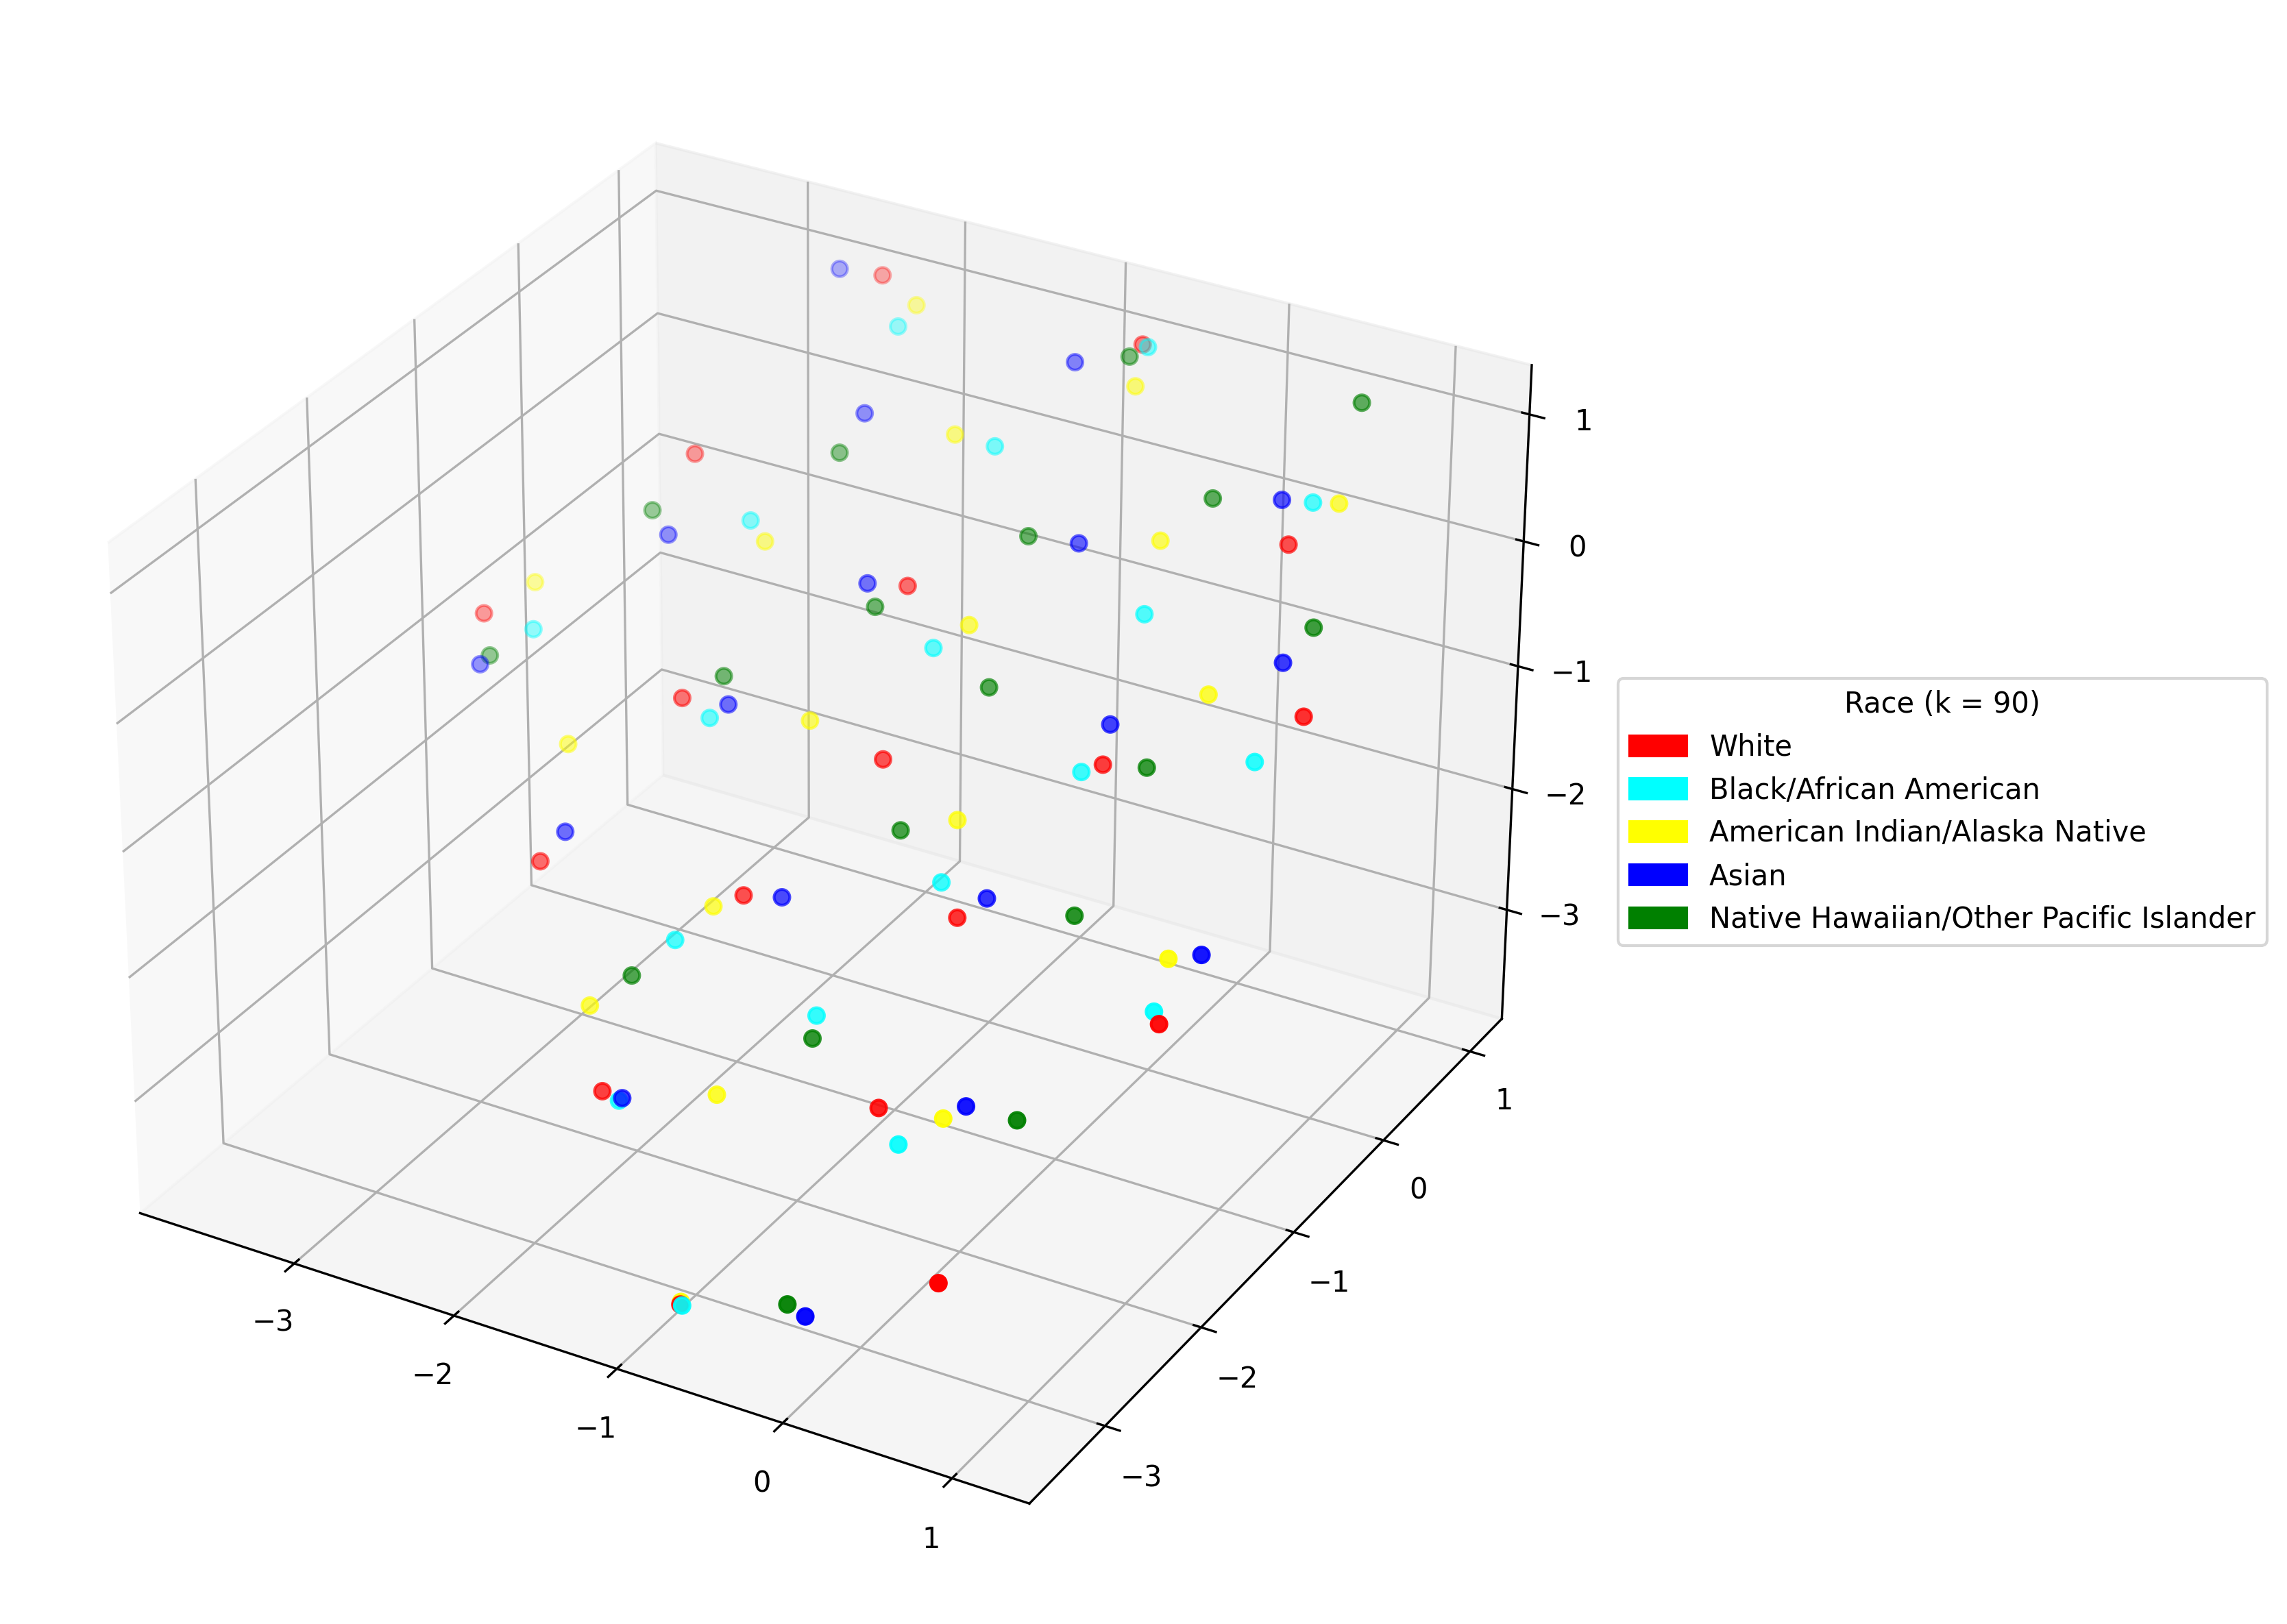 1
0
−1
−2
−3
Race (k = 90)
White
Black/African American
American Indian/Alaska Native
Asian
Native Hawaiian/Other Pacific Islander
1
0
−1
−2
−3
−3
−2
−1
0
1